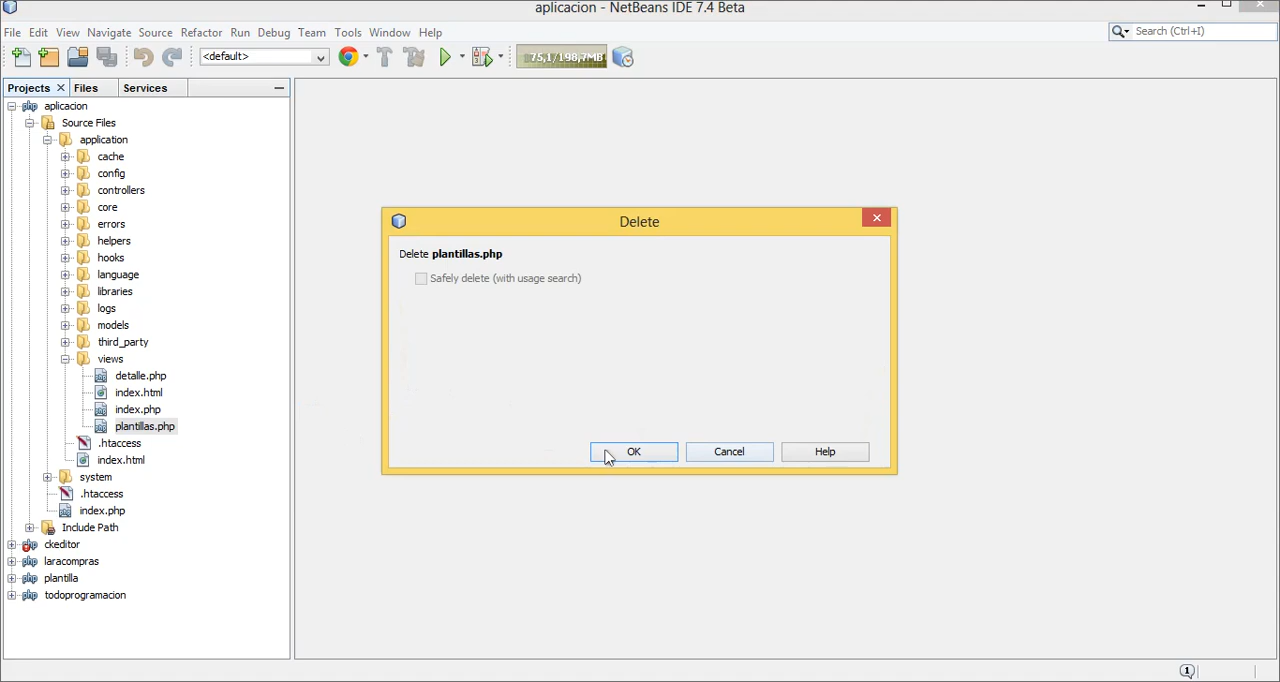 aplicacion - NetBeans IDE 7.4 Beta
File Edit View Navigate Source Refactor Run Debug Team Tools Window Help
Search (Ctrl+I)
<default>
75,1/198,7MB
Projects Files Services
aplicacion
Source Files
application
cache
config
controllers
core
errors
helpers
hooks
language
libraries
logs
models
third_party
views
detalle.php
index.html
index.php
plantillas.php
.htaccess
index.html
system
.htaccess
index.php
Include Path
ckeditor
laracompras
plantilla
todoprogramacion
Delete
Delete plantillas.php
Safely delete (with usage search)
OK Cancel Help
1